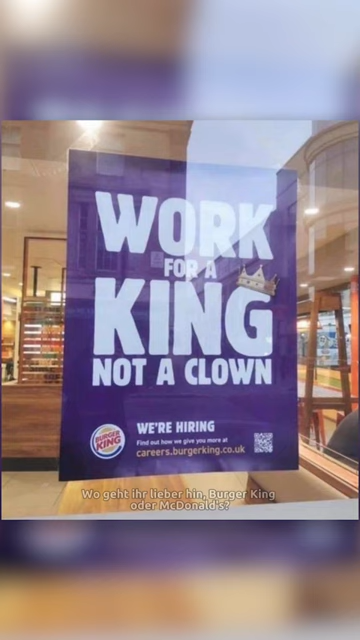 WORK
FOR A
KING
NOT A CLOWN
BURGER
KING
WE'RE HIRING
Find out how we give you more at
careers.burgerking.co.uk
Wo geht ihr lieber hin, Burger King
oder McDonald's?